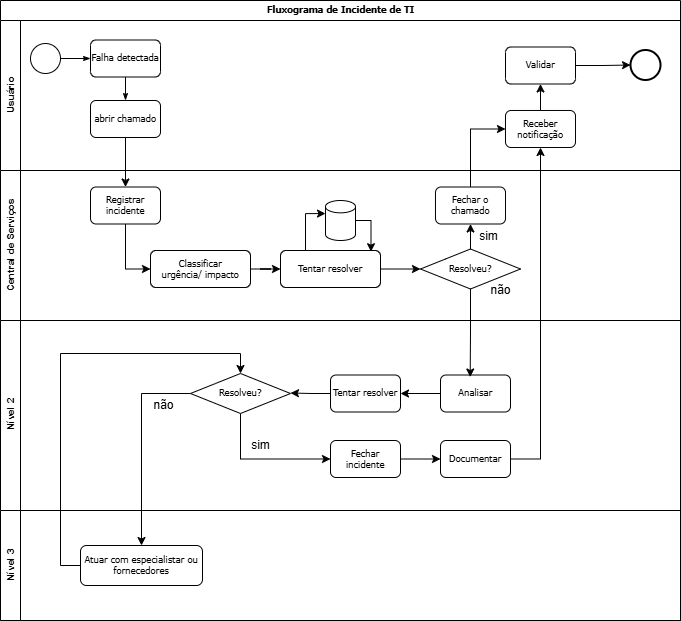 Fluxograma de Incidente de TI
Usuário
Falha detectada
abrir chamado
Validar
Receber
notificação
Central de Serviços
Registrar
incidente
Classificar
urgência/ impacto
Tentar resolver
Fechar o
chamado
sim
Resolveu?
não
Nível 2
Resolveu?
Tentar resolver
Analisar
não
sim
Fechar
incidente
Documentar
Nível 3
Atuar com especialistar ou
fornecedores